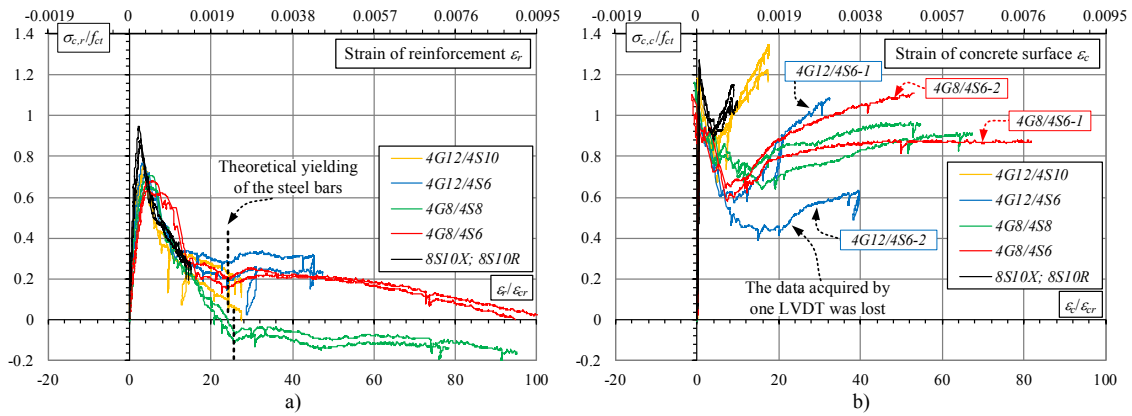 -0.0019 0 0.0019 0.0038 0.0057 0.0076 0.0095
1.4
σc,r/fct
Strain of reinforcement εr
1.2
1
0.8
0.6
0.4
0.2
0
-0.2
Theoretical yielding
of the steel bars
4G12/4S10
4G12/4S6
4G8/4S8
4G8/4S6
8S10X; 8S10R
εr/εcr
-20 0 20 40 60 80 100
a)
-0.0019 0 0.0019 0.0038 0.0057 0.0076 0.0095
1.4
σc,c/fct
Strain of concrete surface εc
1.2
1
0.8
0.6
0.4
0.2
0
-0.2
4G12/4S6-1
4G8/4S6-2
4G8/4S6-1
4G12/4S6-2
The data acquired by
one LVDT was lost
4G12/4S10
4G12/4S6
4G8/4S8
4G8/4S6
8S10X; 8S10R
εc/εcr
-20 0 20 40 60 80 100
b)